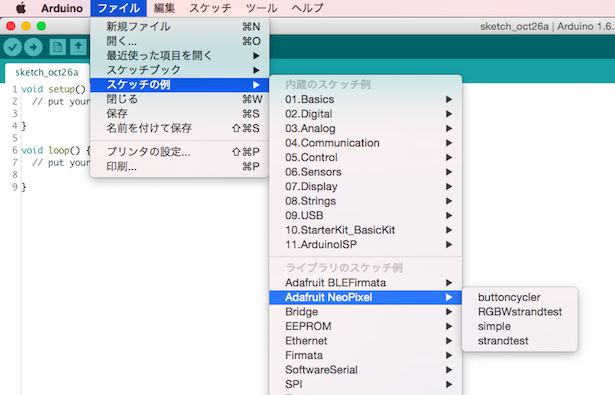 Arduino ファイル 編集 スケッチ ツール ヘルプ
sketch_oct26a | Arduino 1.6.
新規ファイル ⌘N
開く... ⌘O
最近使った項目を開く ▶
スケッチブック ▶
スケッチの例 ▶
閉じる ⌘W
保存 ⌘S
名前を付けて保存 ⇧⌘S
プリンタの設定... ⇧⌘P
印刷... ⌘P
sketch_oct26a
1 void setup()
2 // put your
3
4 }
5
6 void loop() {
7 // put your
8
9 }
内蔵のスケッチ例
01.Basics ▶
02.Digital ▶
03.Analog ▶
04.Communication ▶
05.Control ▶
06.Sensors ▶
07.Display ▶
08.Strings ▶
09.USB ▶
10.StarterKit_BasicKit ▶
11.ArduinoISP ▶
ライブラリのスケッチ例
Adafruit BLEFirmata ▶
Adafruit NeoPixel ▶
Bridge ▶
EEPROM ▶
Ethernet ▶
Firmata ▶
SoftwareSerial ▶
SPI ▶
buttoncycler
RGBWstrandtest
simple
strandtest